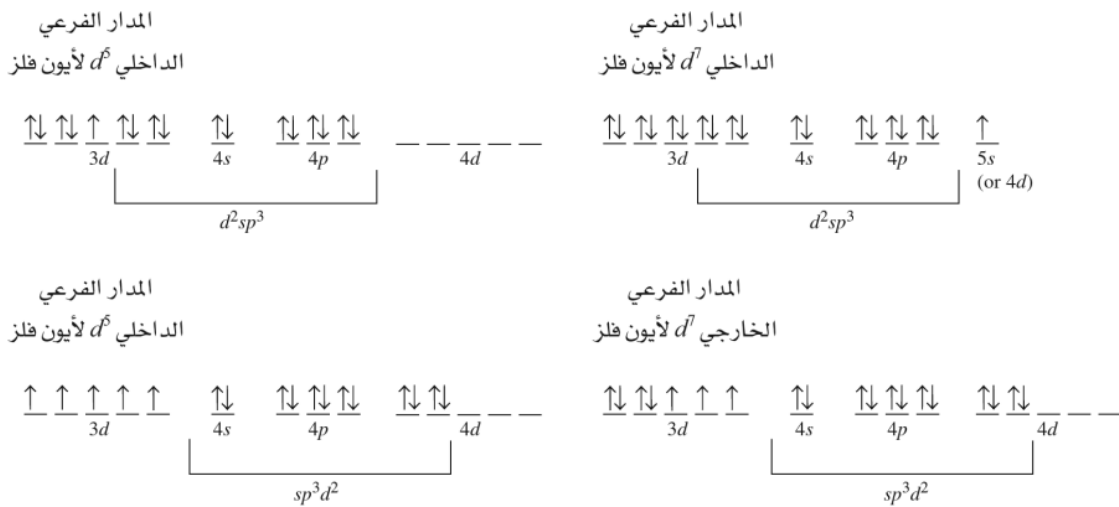 المدار الفرعي
الداخلي d⁵ لأيون فلز
↑↓ ↑↓ ↑ ↑↓ ↑↓ ↑↓ ↑↓ ↑↓ ↑↓
3d 4s 4p 4d
d²sp³
المدار الفرعي
الداخلي d⁷ لأيون فلز
↑↓ ↑↓ ↑↓ ↑↓ ↑↓ ↑↓ ↑↓ ↑↓ ↑↓ ↑
3d 4s 4p 5s
(or 4d)
d²sp³
المدار الفرعي
الداخلي d⁵ لأيون فلز
↑ ↑ ↑ ↑ ↑ ↑↓ ↑↓ ↑↓ ↑↓ ↑↓ ↑↓
3d 4s 4p 4d
sp³d²
المدار الفرعي
الخارجي d⁷ لأيون فلز
↑↓ ↑↓ ↑ ↑ ↑ ↑↓ ↑↓ ↑↓ ↑↓ ↑↓ ↑↓
3d 4s 4p 4d
sp³d²